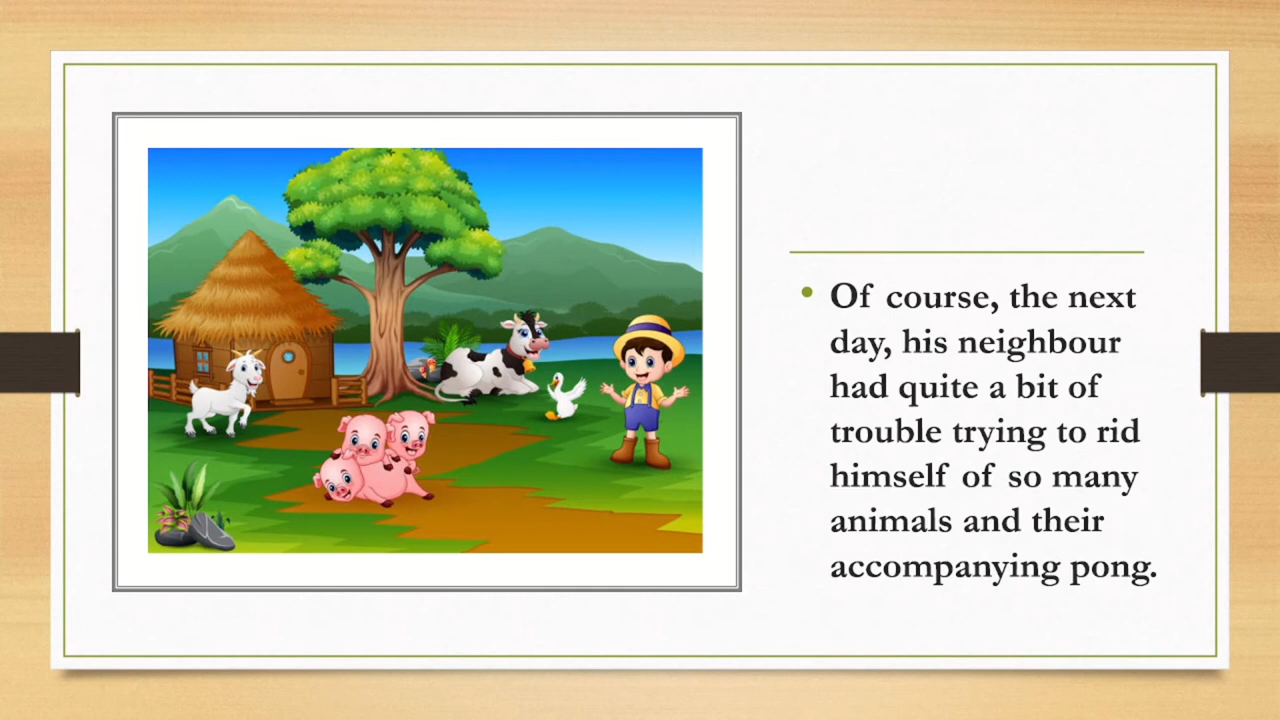 Of course, the next
day, his neighbour
had quite a bit of
trouble trying to rid
himself of so many
animals and their
accompanying pong.